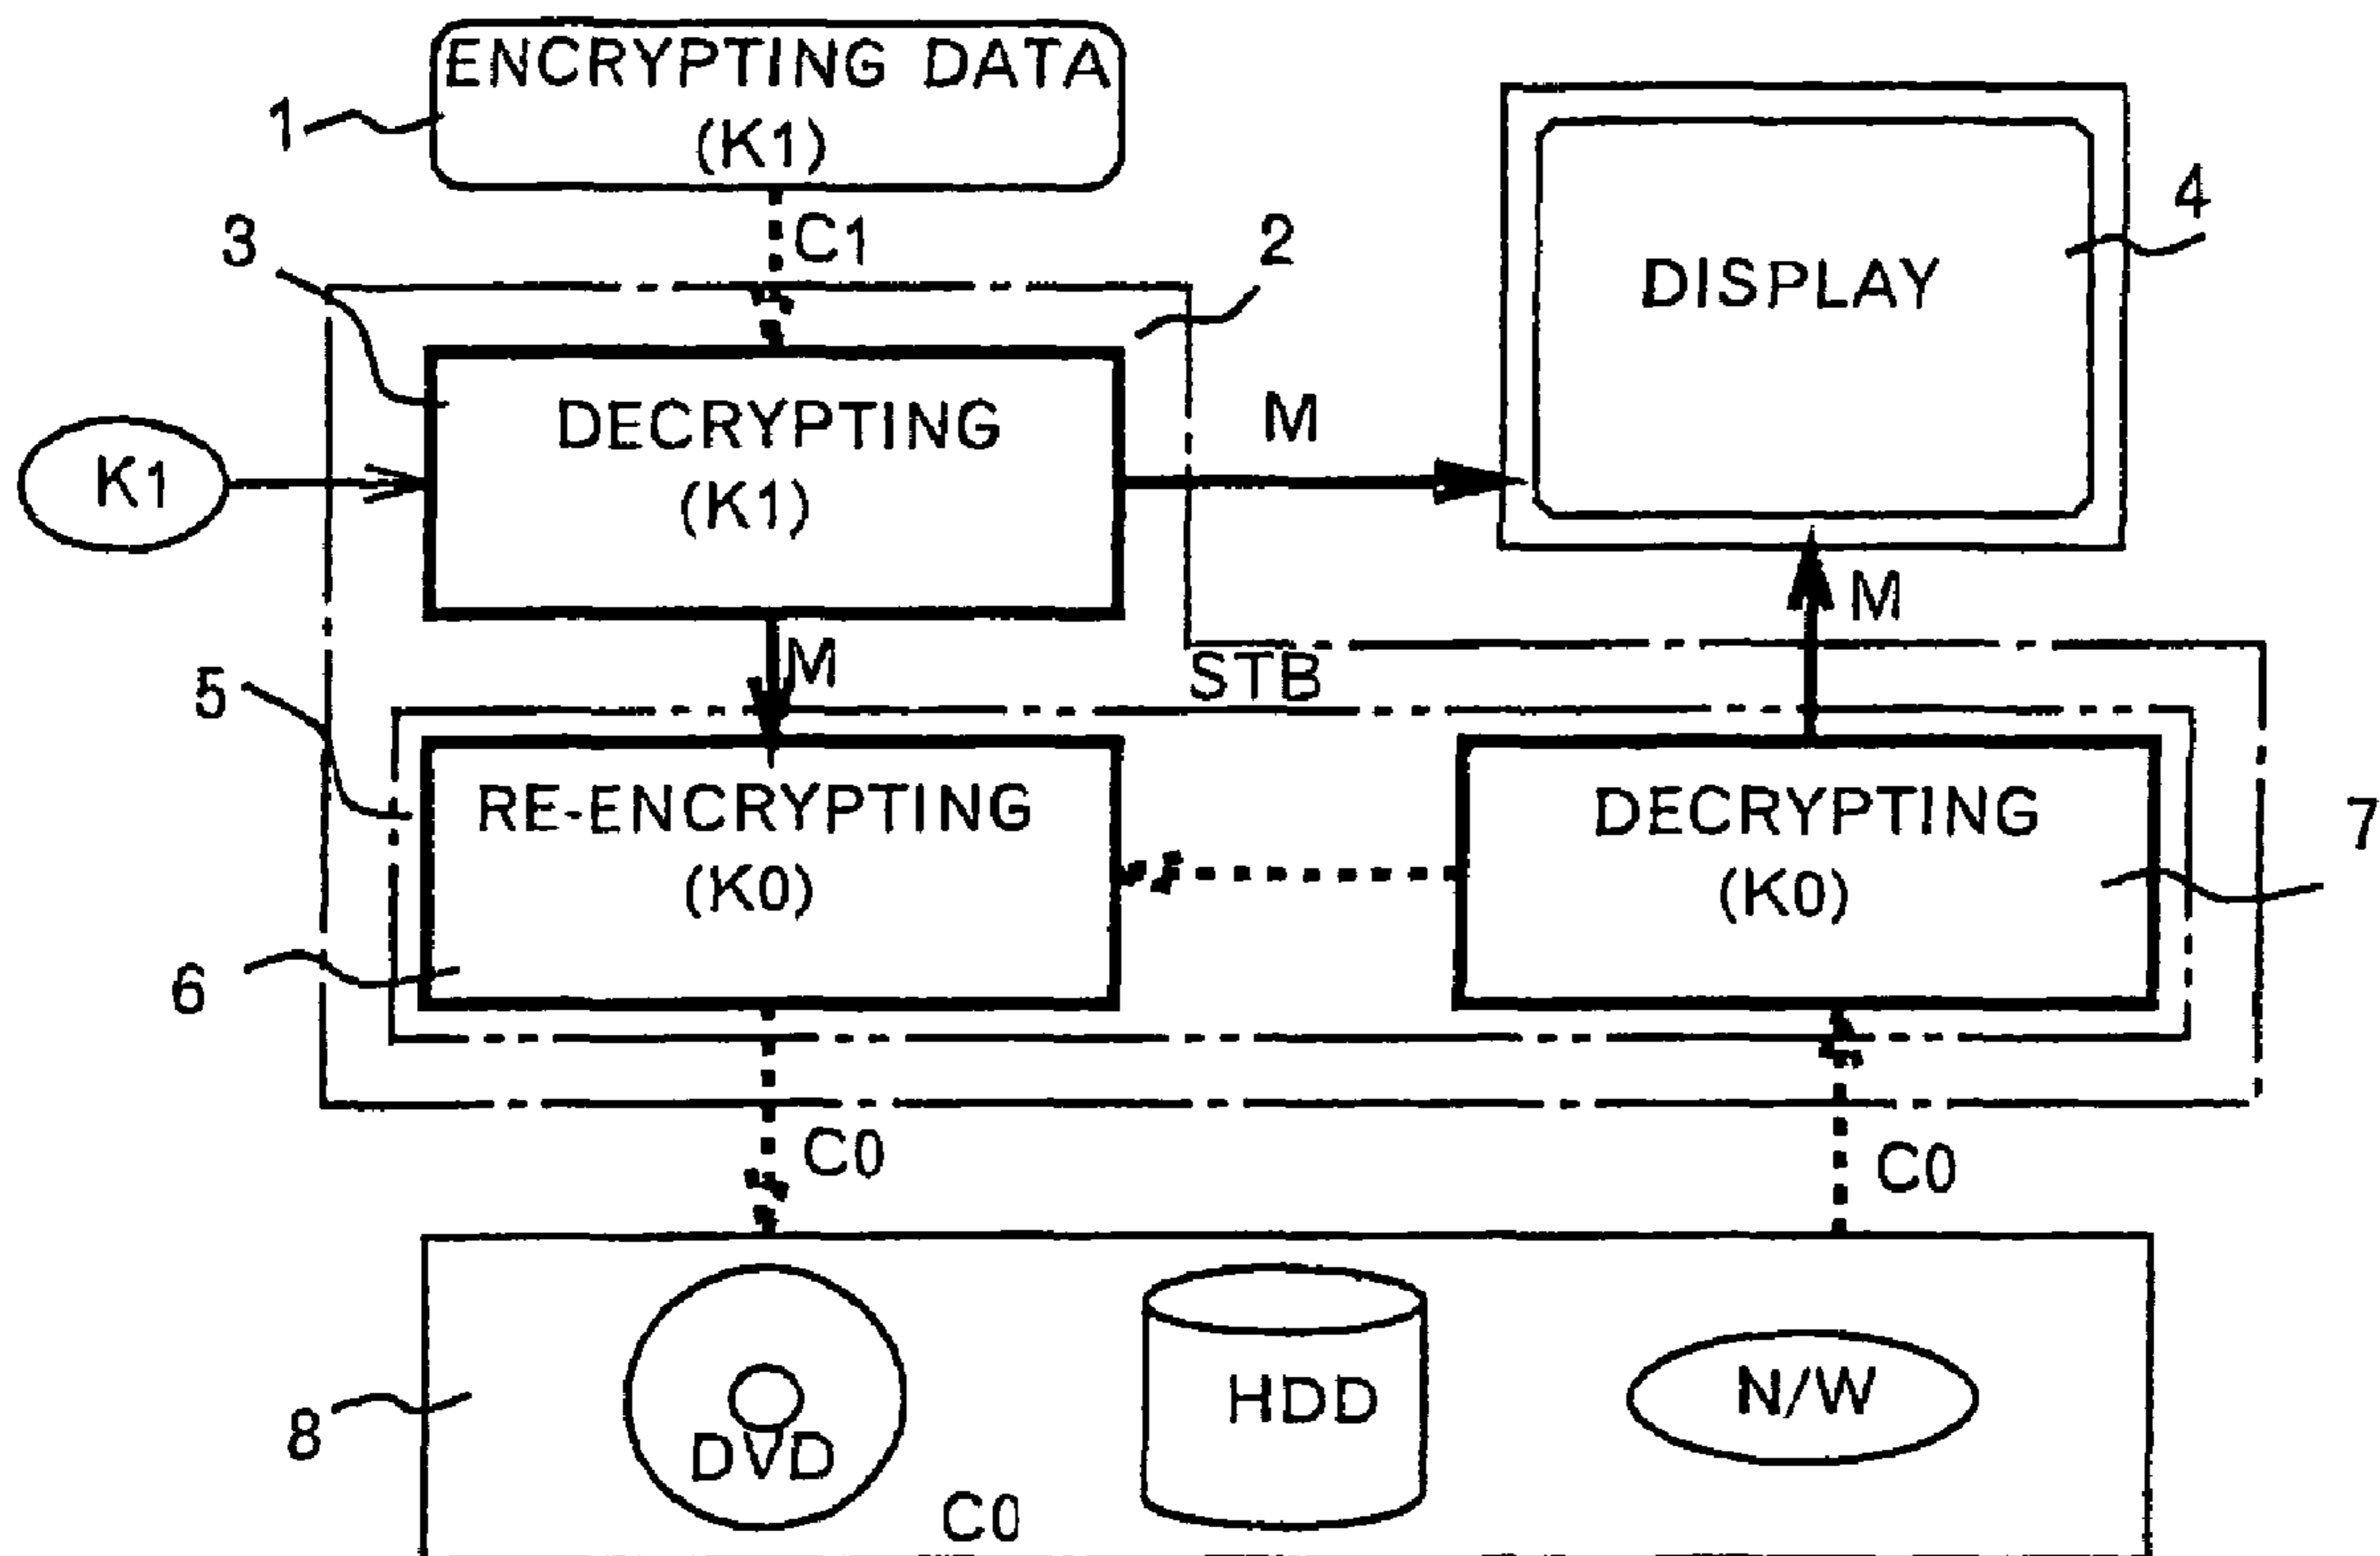 ENCRYPTING DATA
(K1)
1
C1
3
2
4
DISPLAY
DECRYPTING
(K1)
K1
M
M
M
STB
5
RE-ENCRYPTING
(K0)
DECRYPTING
(K0)
7
6
C0
C0
8
DVD
HDD
N/W
C0